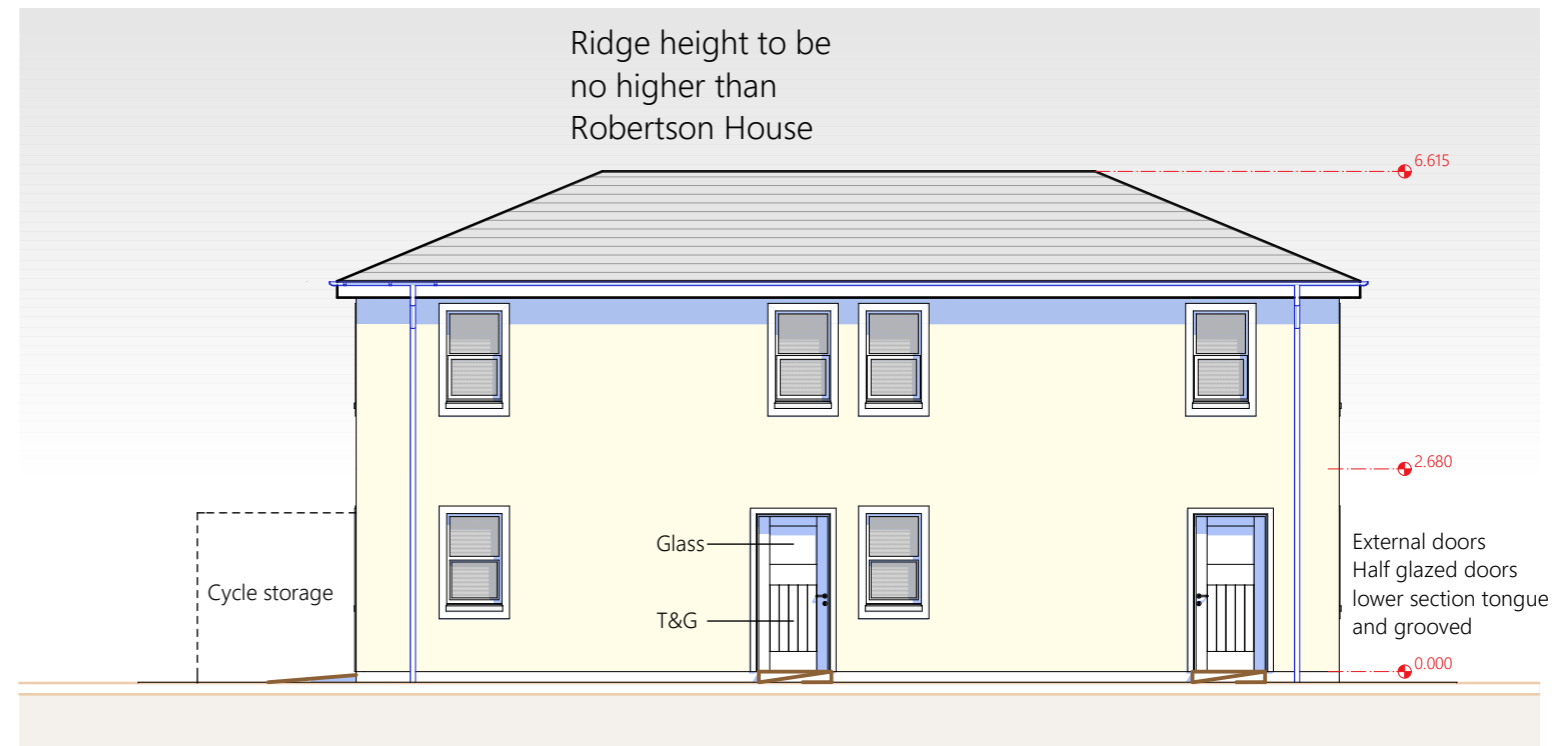 Ridge height to be
no higher than
Robertson House
6.615
2.680
Glass
T&G
Cycle storage
External doors
Half glazed doors
lower section tongue
and grooved
0.000